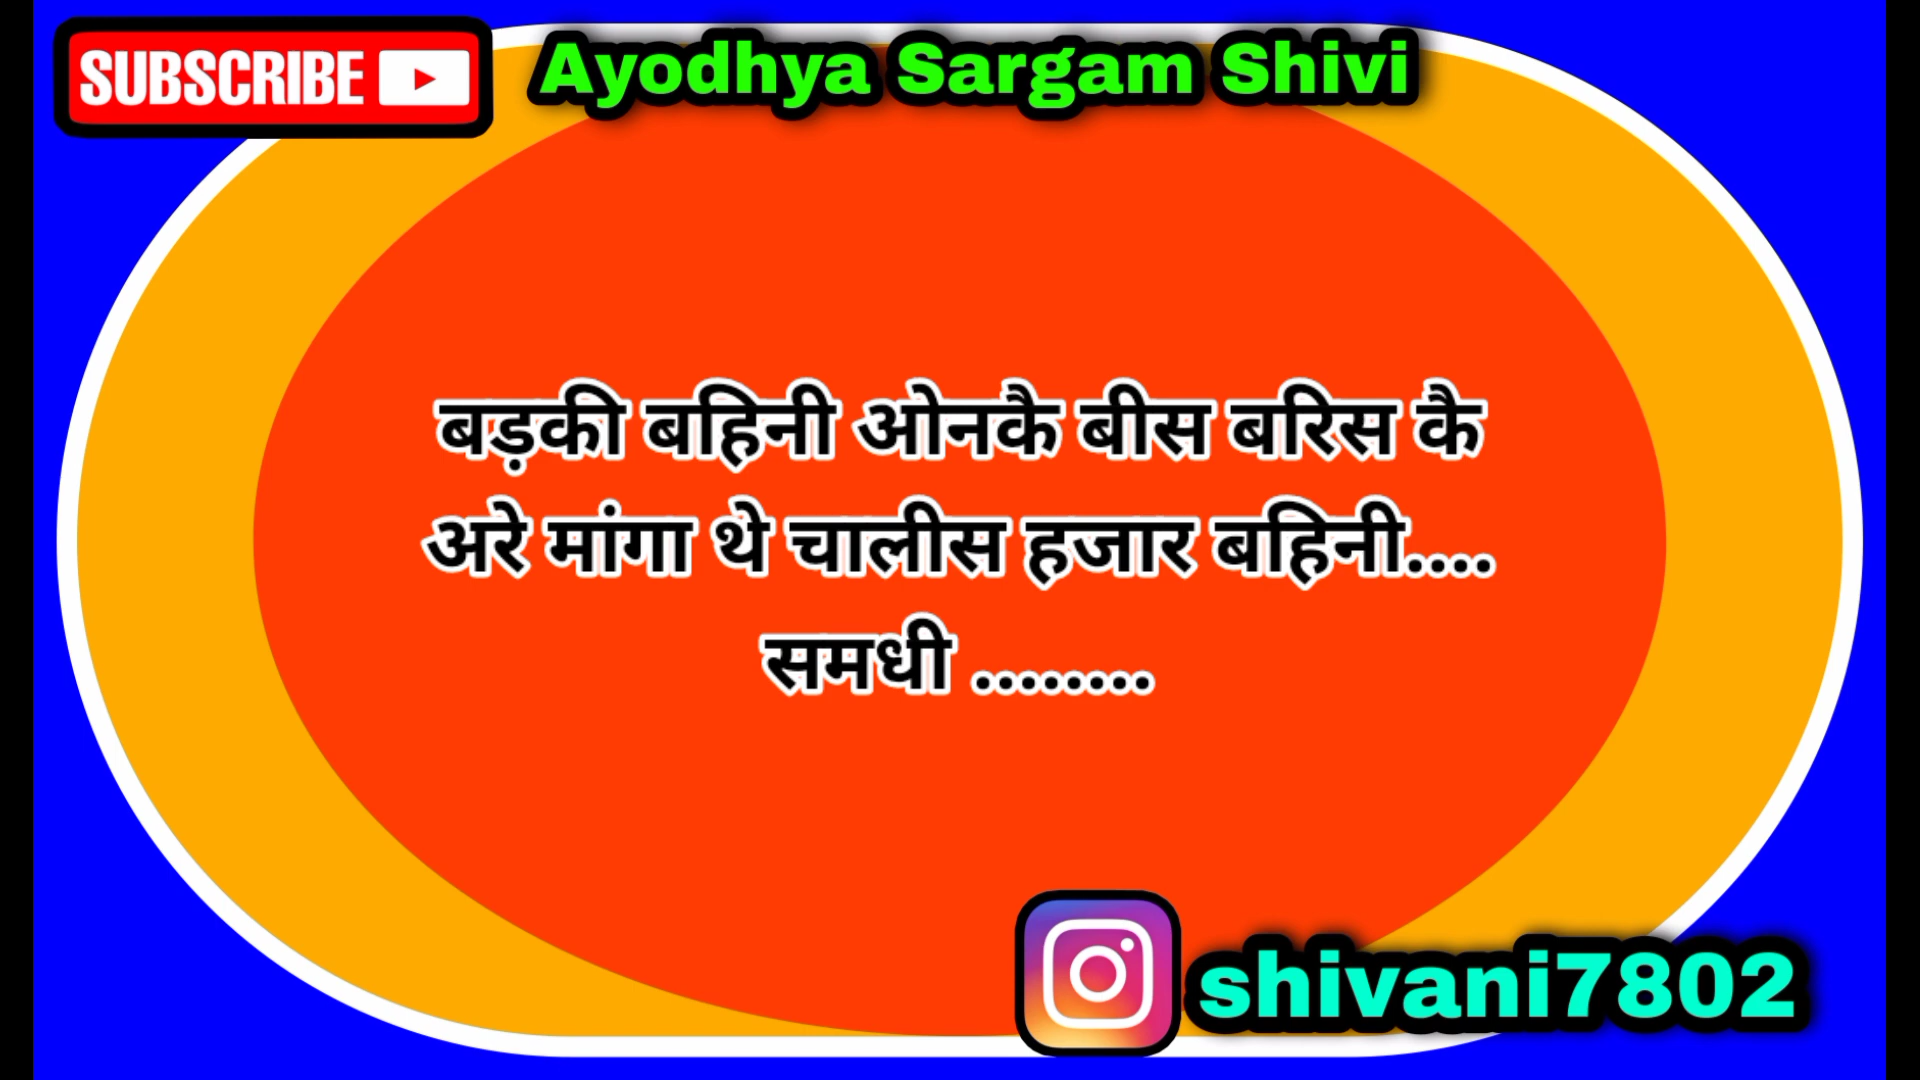 SUBSCRIBE
Ayodhya Sargam Shivi
बड़की बहिनी ओनकै बीस बरिस कै
अरे मांगा थे चालीस हजार बहिनी....
समधी ........
shivani7802